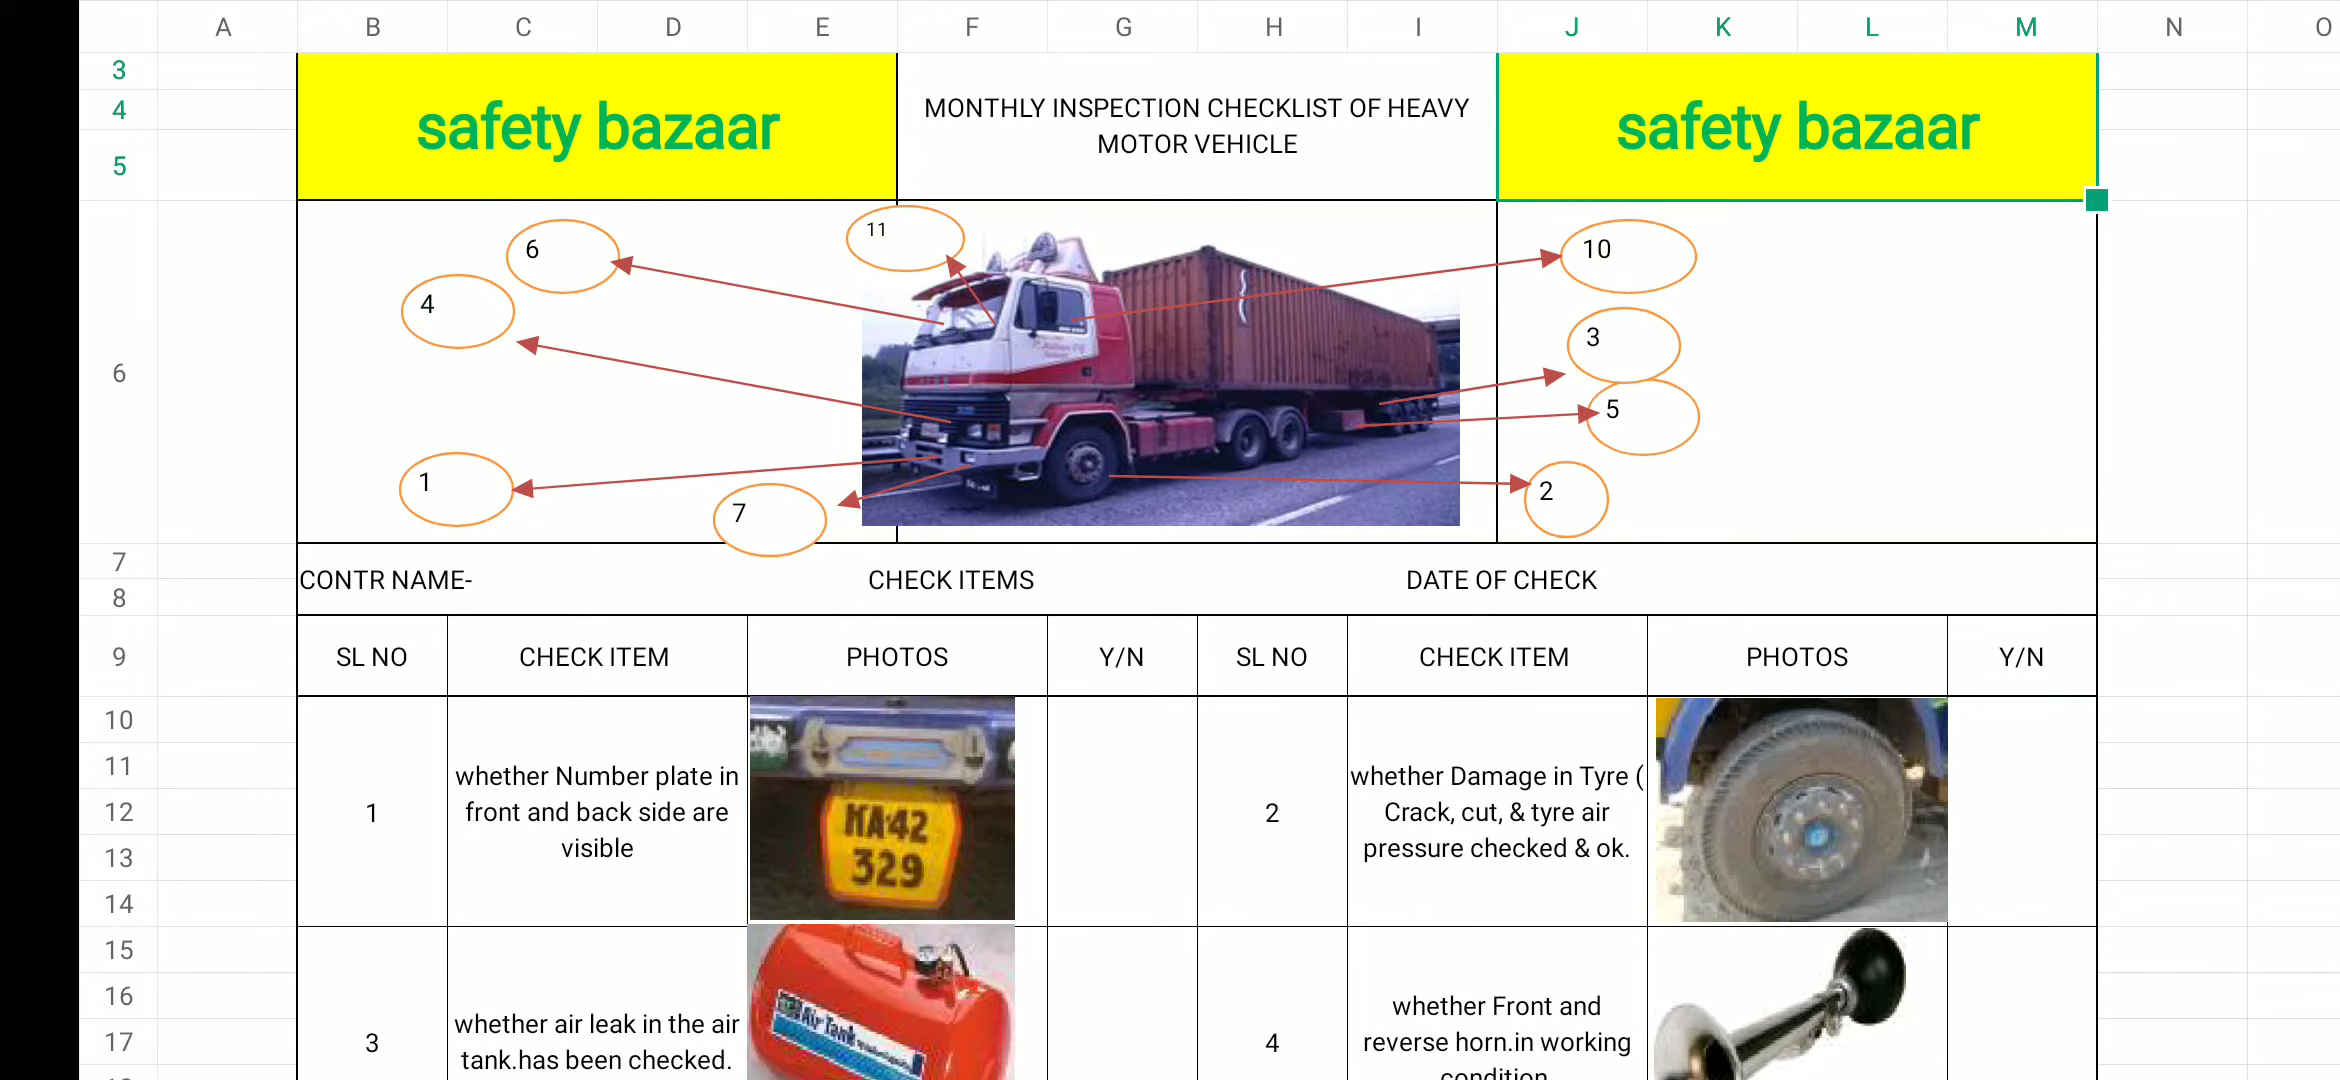 A B C D E F G H I J K L M N O
3
4
5
safety bazaar
MONTHLY INSPECTION CHECKLIST OF HEAVY
MOTOR VEHICLE
safety bazaar
6
6
11
10
4
3
5
1
7
2
7
8
CONTR NAME- CHECK ITEMS DATE OF CHECK
9
SL NO CHECK ITEM PHOTOS Y/N SL NO CHECK ITEM PHOTOS Y/N
10
11
12
13
14
1
whether Number plate in
front and back side are
visible
KA42
329
2
whether Damage in Tyre (
Crack, cut, & tyre air
pressure checked & ok.
15
16
17
3
whether air leak in the air
tank.has been checked.
Air Tank
4
whether Front and
reverse horn.in working
condition